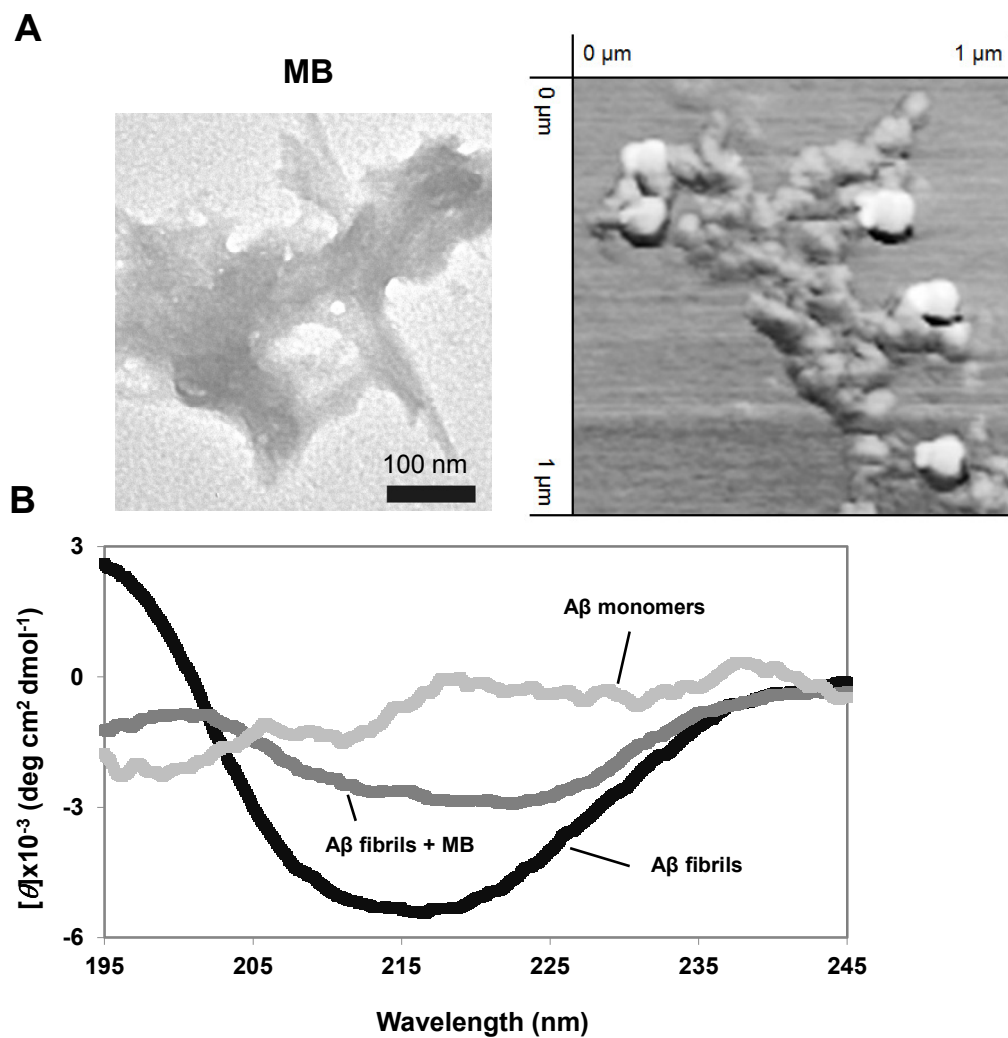 A
MB
0 µm 1 µm
0 µm
1 µm
100 nm
B
[θ]x10⁻³ (deg cm² dmol⁻¹)
3
0
-3
-6
Aβ monomers
Aβ fibrils + MB
Aβ fibrils
195 205 215 225 235 245
Wavelength (nm)